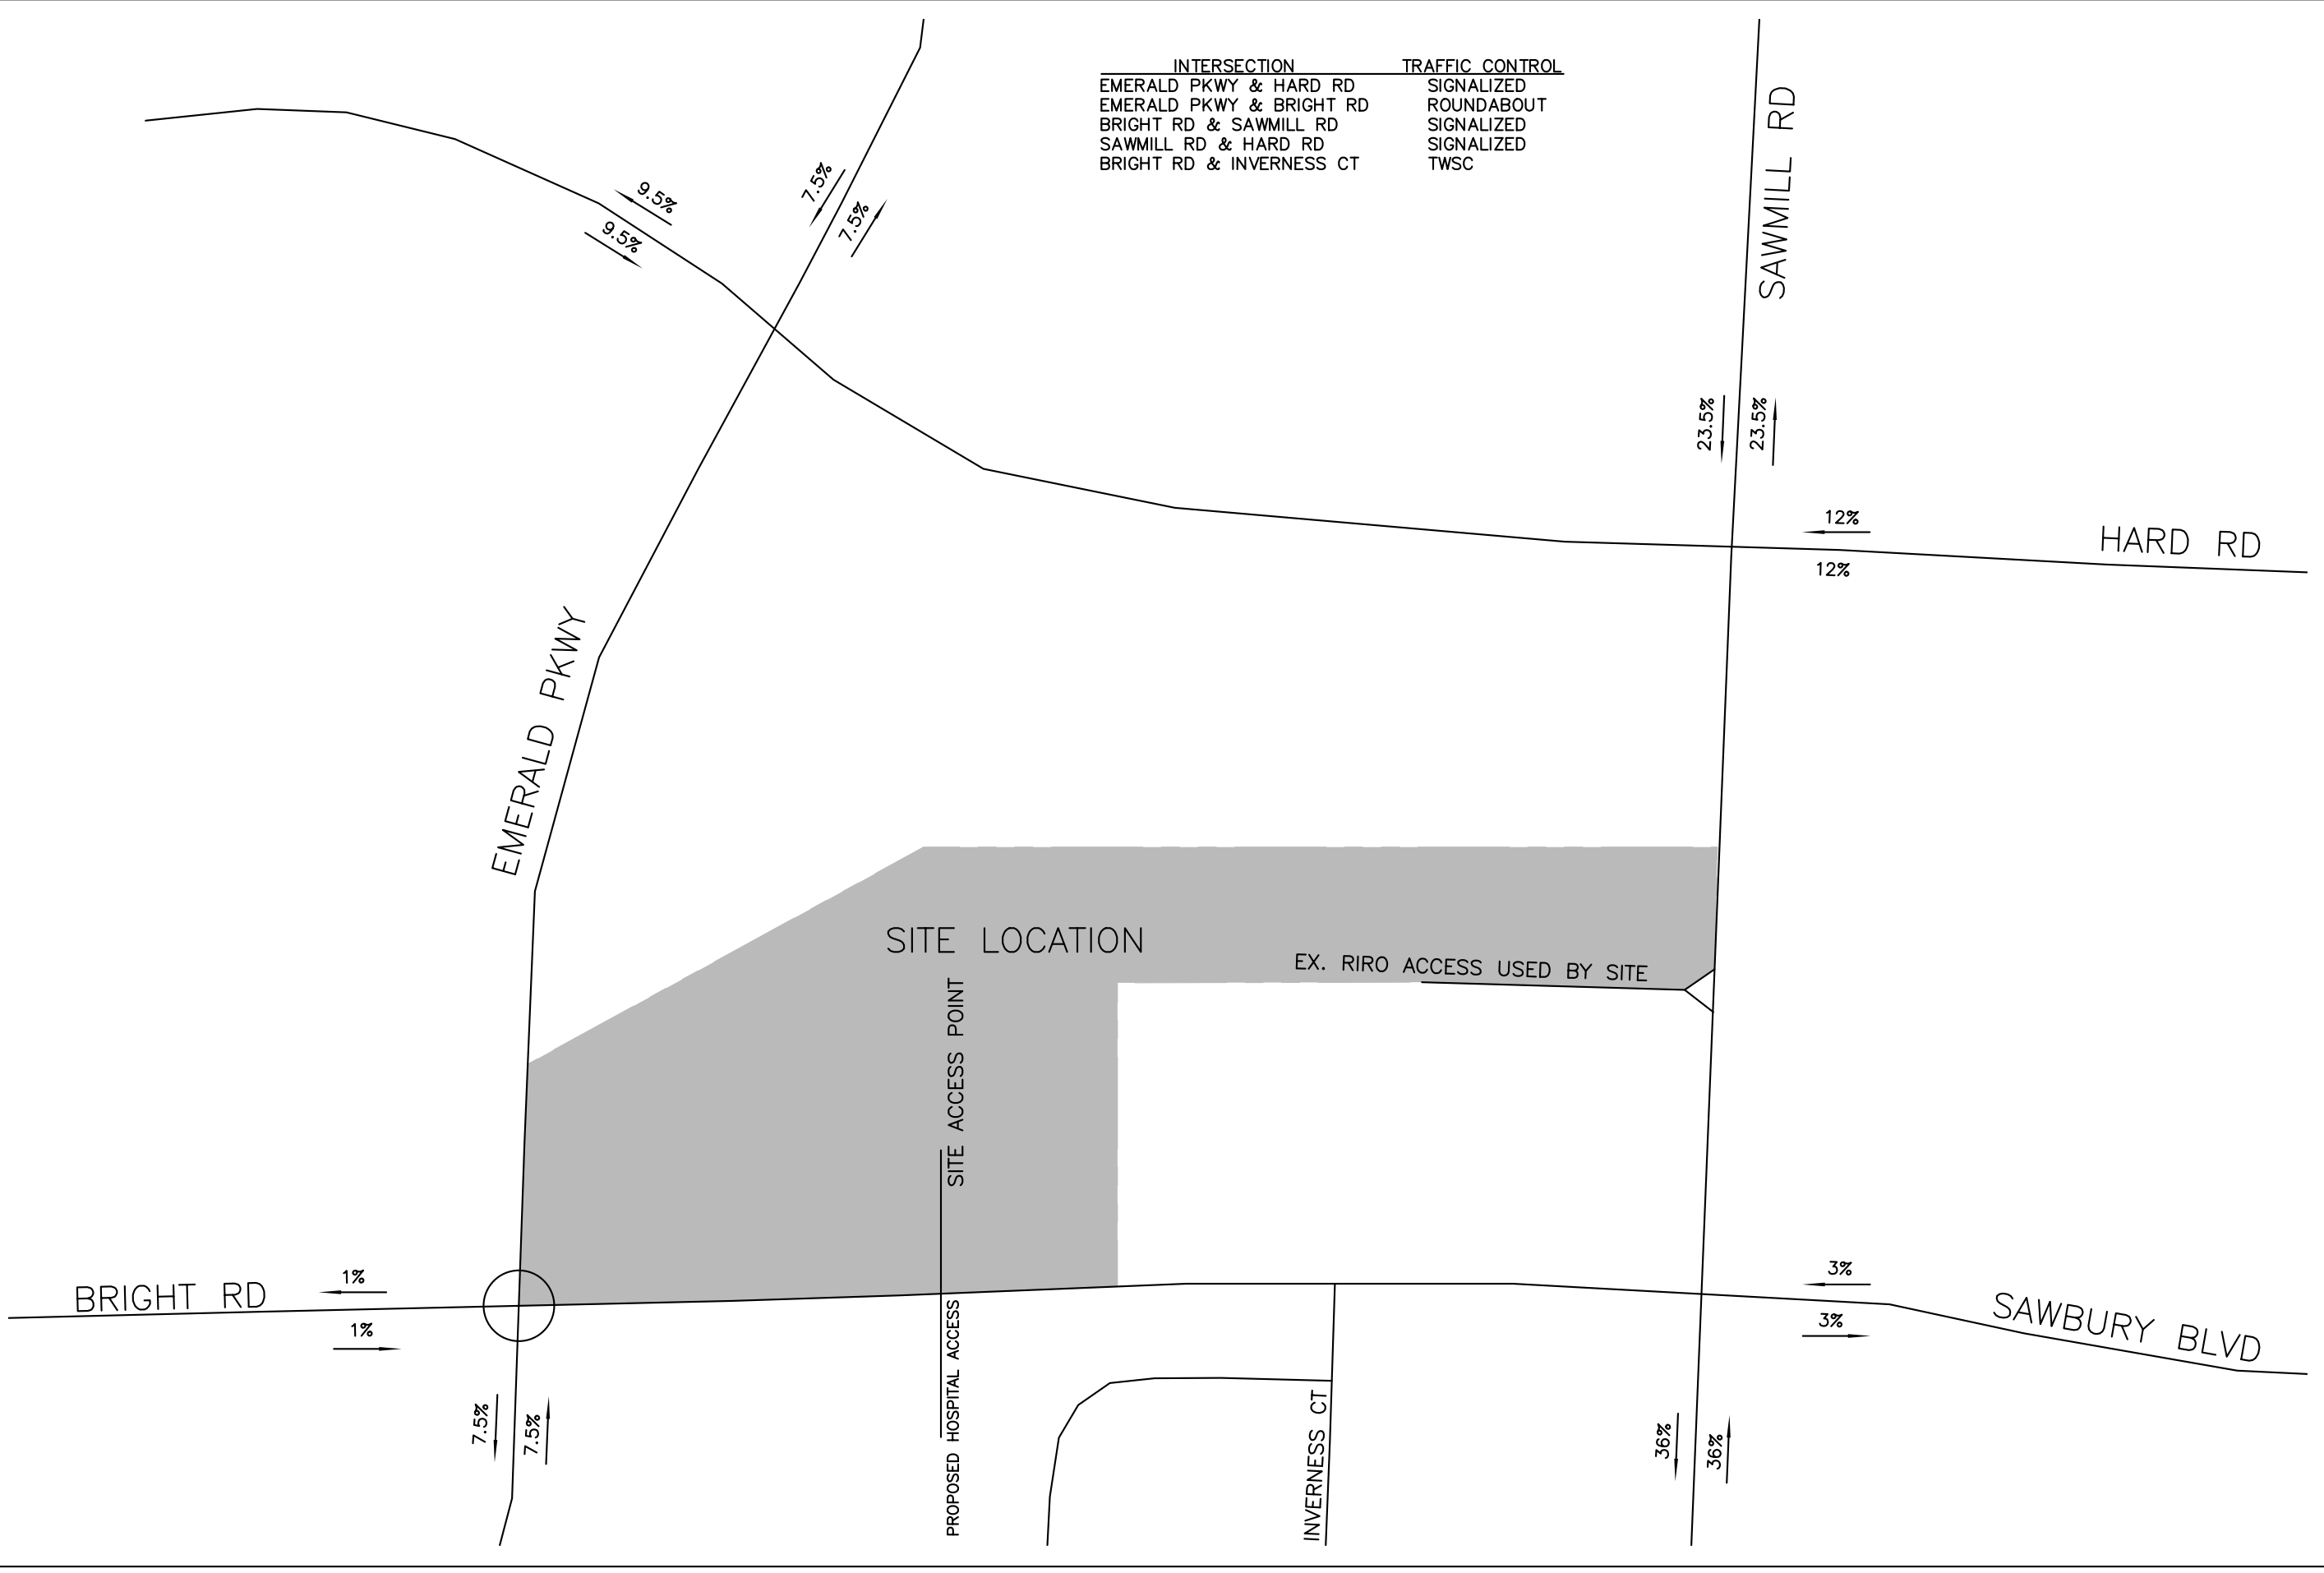 INTERSECTION TRAFFIC CONTROL
EMERALD PKWY & HARD RD SIGNALIZED
EMERALD PKWY & BRIGHT RD ROUNDABOUT
BRIGHT RD & SAWMILL RD SIGNALIZED
SAWMILL RD & HARD RD SIGNALIZED
BRIGHT RD & INVERNESS CT TWSC
SAWMILL RD
7.5%
7.5%
9.5%
9.5%
23.5%
23.5%
12%
12%
HARD RD
EMERALD PKWY
SITE LOCATION
EX. RIRO ACCESS USED BY SITE
SITE ACCESS POINT
BRIGHT RD
1%
1%
3%
3%
SAWBURY BLVD
PROPOSED HOSPITAL ACCESS
INVERNESS CT
7.5%
7.5%
36%
36%